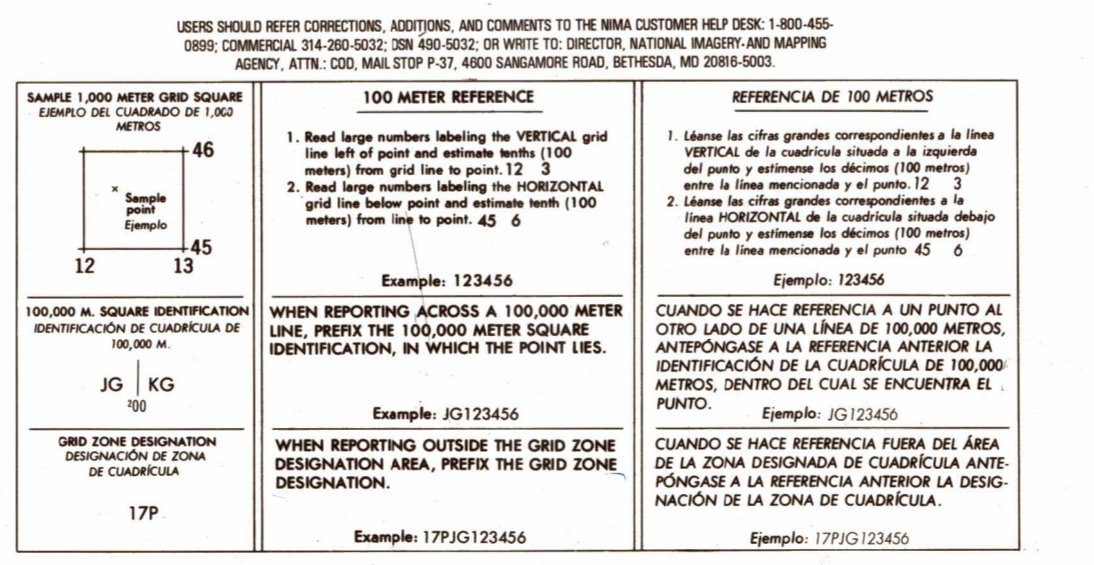 USERS SHOULD REFER CORRECTIONS, ADDITIONS, AND COMMENTS TO THE NIMA CUSTOMER HELP DESK: 1-800-455-
0899; COMMERCIAL 314-260-5032; DSN 490-5032; OR WRITE TO: DIRECTOR, NATIONAL IMAGERY AND MAPPING
AGENCY, ATTN.: COD, MAIL STOP P-37, 4600 SANGAMORE ROAD, BETHESDA, MD 20816-5003.
SAMPLE 1,000 METER GRID SQUARE
EJEMPLO DEL CUADRADO DE 1,000
METROS
46
x
Sample
point
Ejemplo
45
12 13
100,000 M. SQUARE IDENTIFICATION
IDENTIFICACIÓN DE CUADRÍCULA DE
100,000 M.
JG KG
²00
GRID ZONE DESIGNATION
DESIGNACIÓN DE ZONA
DE CUADRÍCULA
17P
100 METER REFERENCE
1. Read large numbers labeling the VERTICAL grid
line left of point and estimate tenths (100
meters) from grid line to point. 12 3
2. Read large numbers labeling the HORIZONTAL
grid line below point and estimate tenth (100
meters) from line to point. 45 6
Example: 123456
WHEN REPORTING ACROSS A 100,000 METER
LINE, PREFIX THE 100,000 METER SQUARE
IDENTIFICATION, IN WHICH THE POINT LIES.
Example: JG123456
WHEN REPORTING OUTSIDE THE GRID ZONE
DESIGNATION AREA, PREFIX THE GRID ZONE
DESIGNATION.
Example: 17PJG123456
REFERENCIA DE 100 METROS
1. Léanse las cifras grandes correspondientes a la línea
VERTICAL de la cuadrícula situada a la izquierda
del punto y estímense los décimos (100 metros)
entre la línea mencionada y el punto. 12 3
2. Léanse las cifras grandes correspondientes a la
línea HORIZONTAL de la cuadrícula situada debajo
del punto y estímense los décimos (100 metros)
entre la línea mencionada y el punto 45 6
Ejemplo: 123456
CUANDO SE HACE REFERENCIA A UN PUNTO AL
OTRO LADO DE UNA LÍNEA DE 100,000 METROS,
ANTEPÓNGASE A LA REFERENCIA ANTERIOR LA
IDENTIFICACIÓN DE LA CUADRÍCULA DE 100,000
METROS, DENTRO DEL CUAL SE ENCUENTRA EL
PUNTO.
Ejemplo: JG123456
CUANDO SE HACE REFERENCIA FUERA DEL ÁREA
DE LA ZONA DESIGNADA DE CUADRÍCULA ANTE-
PÓNGASE A LA REFERENCIA ANTERIOR LA DESIG-
NACIÓN DE LA ZONA DE CUADRÍCULA.
Ejemplo: 17PJG123456